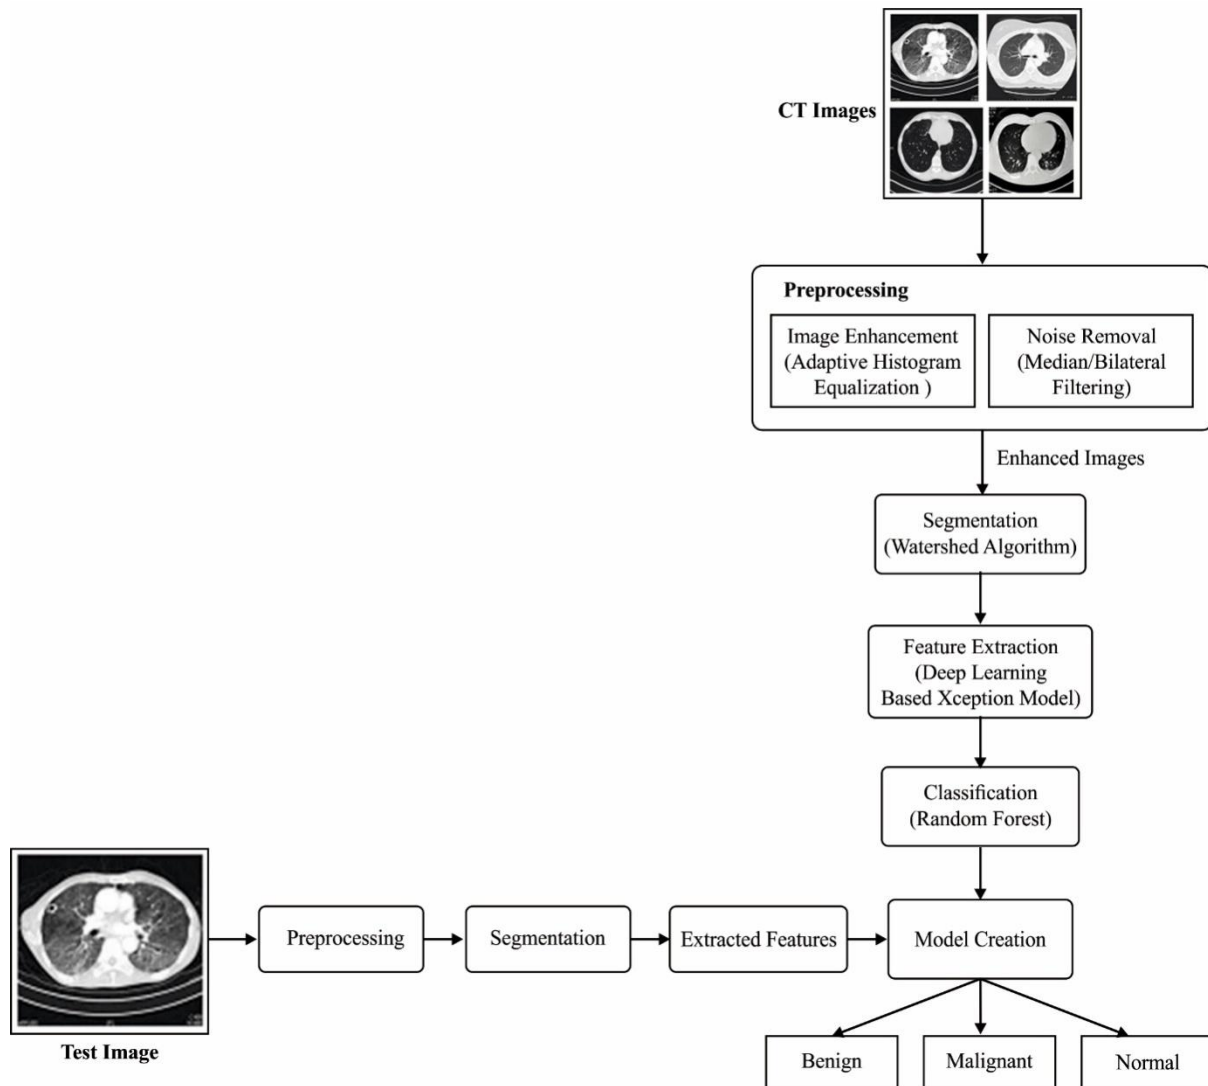 CT Images
Preprocessing
Image Enhancement
(Adaptive Histogram
Equalization )
Noise Removal
(Median/Bilateral
Filtering)
Enhanced Images
Segmentation
(Watershed Algorithm)
Feature Extraction
(Deep Learning
Based Xception Model)
Classification
(Random Forest)
Test Image
Preprocessing
Segmentation
Extracted Features
Model Creation
Benign
Malignant
Normal